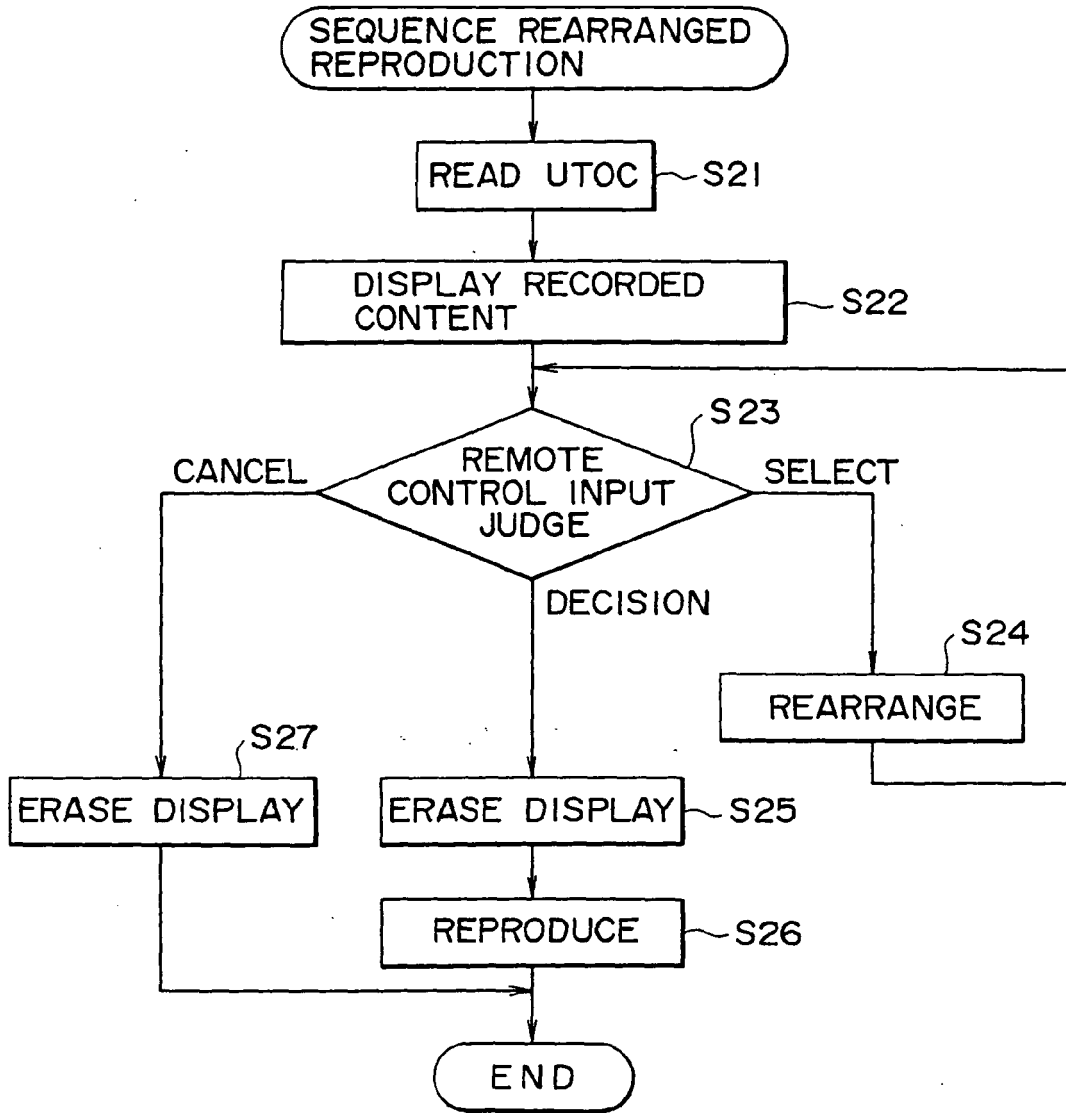 SEQUENCE REARRANGED
REPRODUCTION
READ UTOC
S21
DISPLAY RECORDED
CONTENT
S22
S23
CANCEL
REMOTE
CONTROL INPUT
JUDGE
SELECT
DECISION
S24
REARRANGE
S27
ERASE DISPLAY
ERASE DISPLAY
S25
REPRODUCE
S26
END